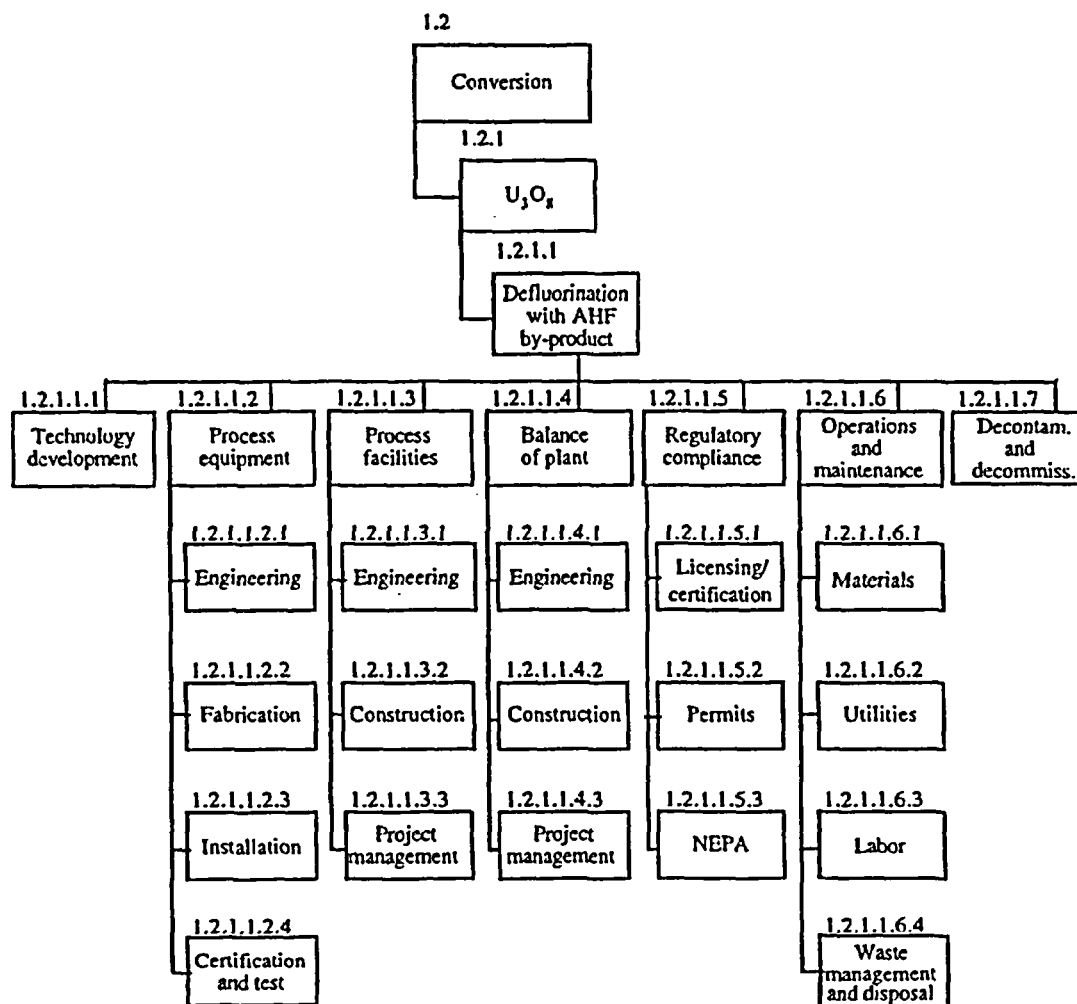 1.2
Conversion
1.2.1
U₃O₈
1.2.1.1
Defluorination
with AHF
by-product
1.2.1.1.1
Technology
development
1.2.1.1.2
Process
equipment
1.2.1.1.3
Process
facilities
1.2.1.1.4
Balance
of plant
1.2.1.1.5
Regulatory
compliance
1.2.1.1.6
Operations
and
maintenance
1.2.1.1.7
Decontam.
and
decommiss.
1.2.1.1.2.1
Engineering
1.2.1.1.3.1
Engineering
1.2.1.1.4.1
Engineering
1.2.1.1.5.1
Licensing/
certification
1.2.1.1.6.1
Materials
1.2.1.1.2.2
Fabrication
1.2.1.1.3.2
Construction
1.2.1.1.4.2
Construction
1.2.1.1.5.2
Permits
1.2.1.1.6.2
Utilities
1.2.1.1.2.3
Installation
1.2.1.1.3.3
Project
management
1.2.1.1.4.3
Project
management
1.2.1.1.5.3
NEPA
1.2.1.1.6.3
Labor
1.2.1.1.2.4
Certification
and test
1.2.1.1.6.4
Waste
management
and disposal